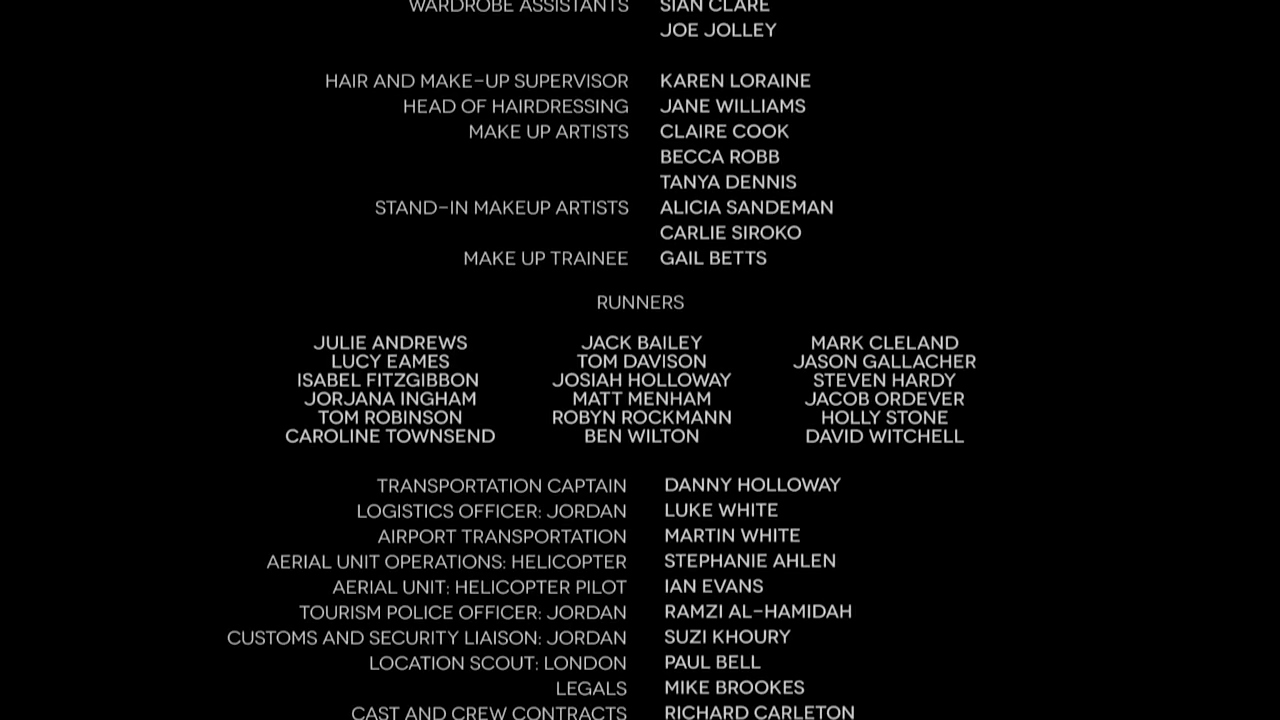 WARDROBE ASSISTANTS SIAN CLARE
JOE JOLLEY
HAIR AND MAKE-UP SUPERVISOR KAREN LORAINE
HEAD OF HAIRDRESSING JANE WILLIAMS
MAKE UP ARTISTS CLAIRE COOK
BECCA ROBB
TANYA DENNIS
STAND-IN MAKEUP ARTISTS ALICIA SANDEMAN
CARLIE SIROKO
MAKE UP TRAINEE GAIL BETTS
RUNNERS
JULIE ANDREWS JACK BAILEY MARK CLELAND
LUCY EAMES TOM DAVISON JASON GALLACHER
ISABEL FITZGIBBON JOSIAH HOLLOWAY STEVEN HARDY
JORJANA INGHAM MATT MENHAM JACOB ORDEVER
TOM ROBINSON ROBYN ROCKMANN HOLLY STONE
CAROLINE TOWNSEND BEN WILTON DAVID WITCHELL
TRANSPORTATION CAPTAIN DANNY HOLLOWAY
LOGISTICS OFFICER: JORDAN LUKE WHITE
AIRPORT TRANSPORTATION MARTIN WHITE
AERIAL UNIT OPERATIONS: HELICOPTER STEPHANIE AHLEN
AERIAL UNIT: HELICOPTER PILOT IAN EVANS
TOURISM POLICE OFFICER: JORDAN RAMZI AL-HAMIDAH
CUSTOMS AND SECURITY LIAISON: JORDAN SUZI KHOURY
LOCATION SCOUT: LONDON PAUL BELL
LEGALS MIKE BROOKES
CAST AND CREW CONTRACTS RICHARD CARLETON